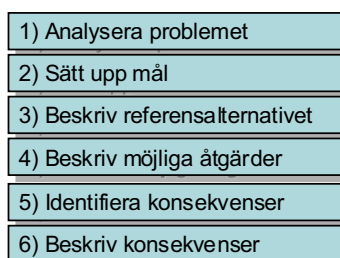 1) Analysera problemet
2) Sätt upp mål
3) Beskriv referensalternativet
4) Beskriv möjliga åtgärder
5) Identifiera konsekvenser
6) Beskriv konsekvenser